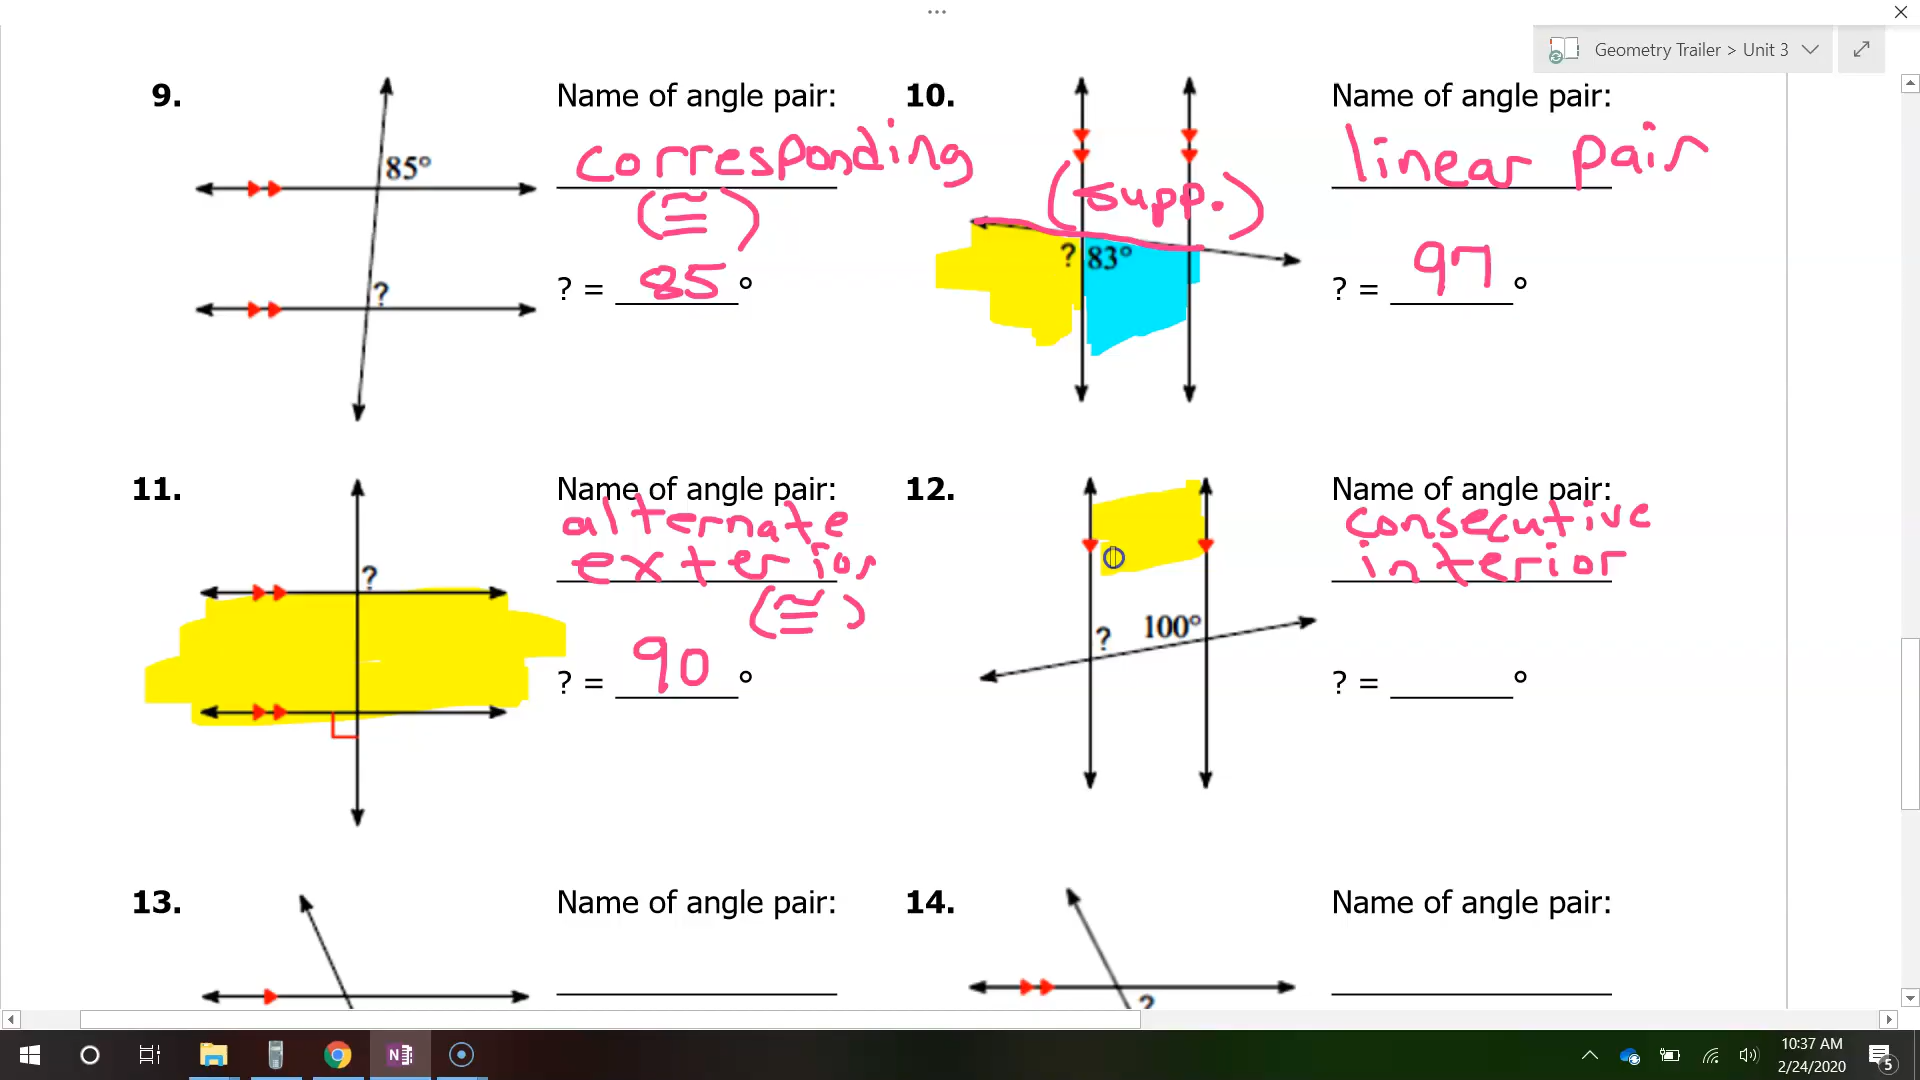 Geometry Trailer > Unit 3
9.
Name of angle pair:
85°
corresponding
(≅)
?
? = 85°
10.
Name of angle pair:
linear pair
(supp.)
? 83°
? = 97°
11.
Name of angle pair:
?
alternate
exterior
(≅)
? = 90°
12.
Name of angle pair:
consecutive
interior
? 100°
? = ______°
13.
Name of angle pair:
14.
Name of angle pair:
?
10:37 AM
2/24/2020
5